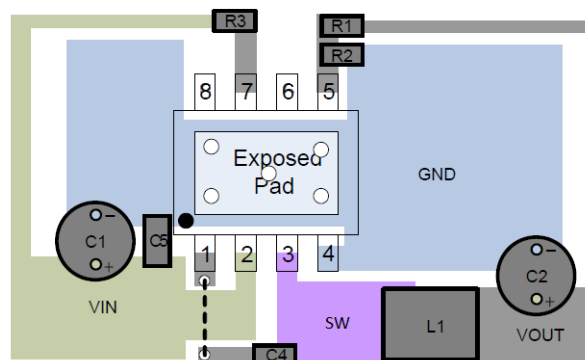 R3
R1
R2
8 7 6 5
Exposed
Pad
GND
C1
−
+
C5
1 2 3 4
C2
−
+
VIN
SW
L1
VOUT
C4